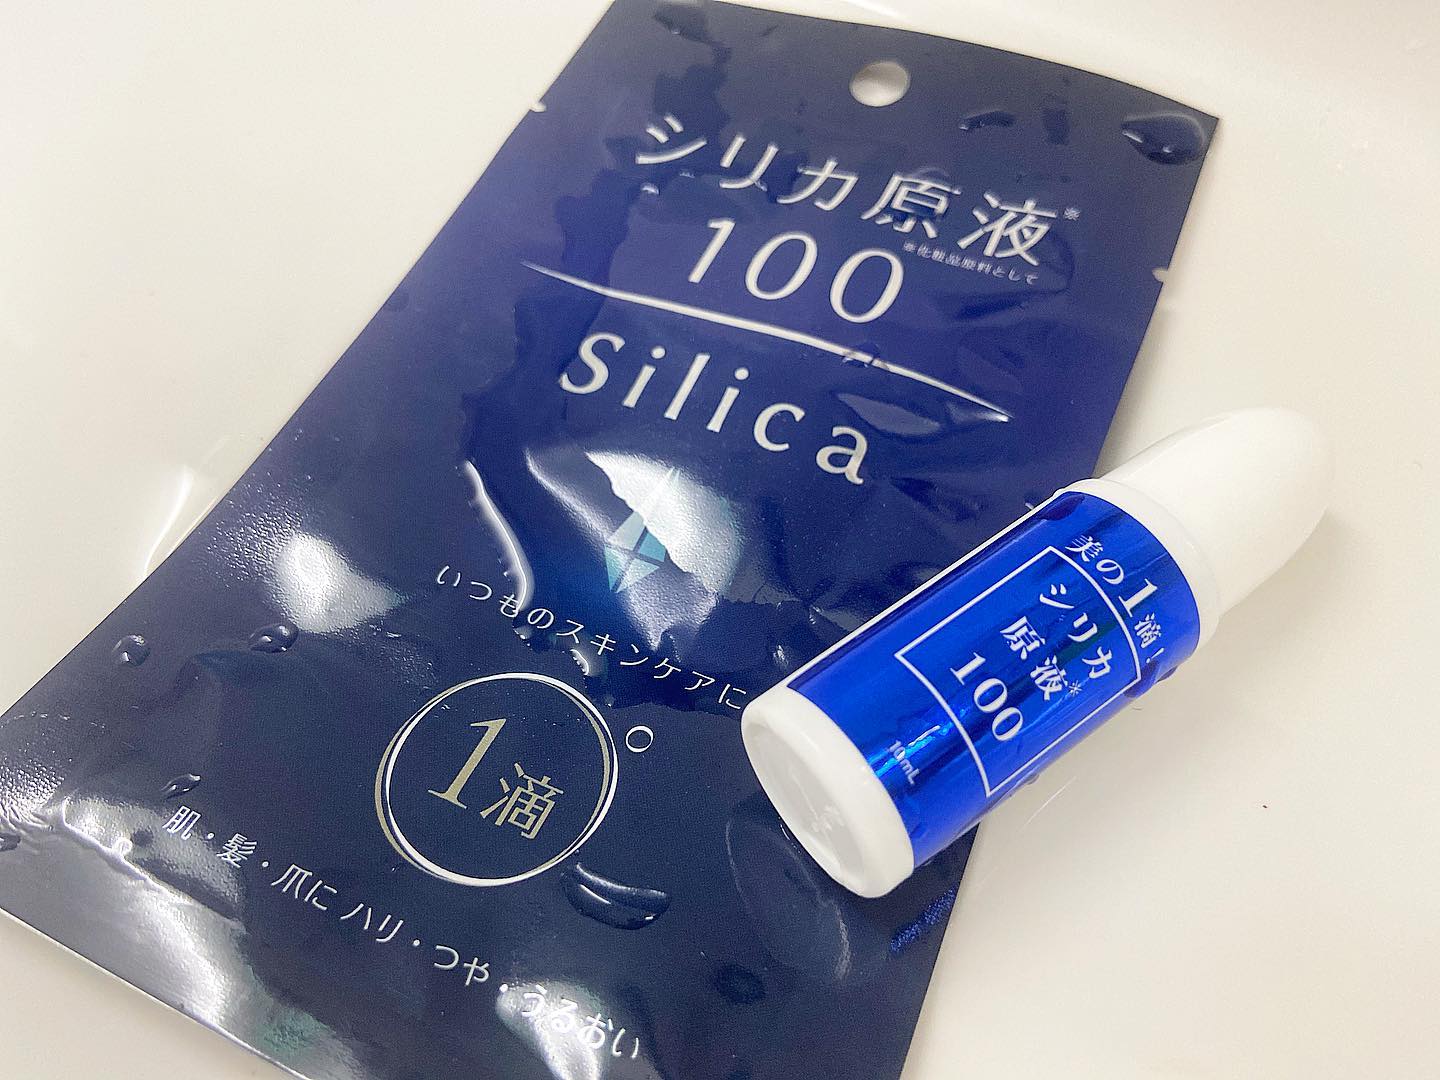 シリカ原液※
※化粧品原料として
100
Silica
いつものスキンケアに
1滴
肌・髪・爪に ハリ・つや・うるおい
美の1滴！
シリカ
原液※
100
10mL